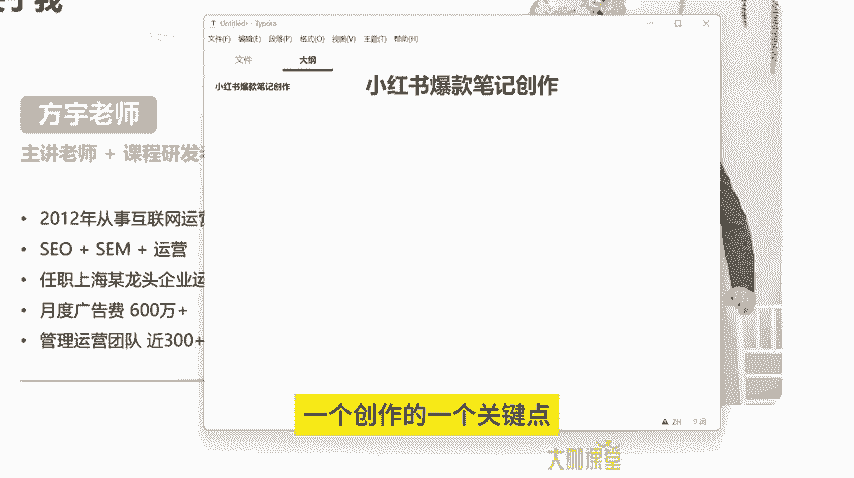 Untitled - Typora
文件(F) 编辑(E) 段落(P) 格式(O) 视图(V) 主题(T) 帮助(H)
文件 大纲
小红书爆款笔记创作
小红书爆款笔记创作
方宇老师
主讲老师 + 课程研发
• 2012年从事互联网运营
• SEO + SEM + 运营
• 任职上海某龙头企业运
• 月度广告费 600万+
• 管理运营团队 近300+
一个创作的一个关键点
ZH 9 词
大咖课堂